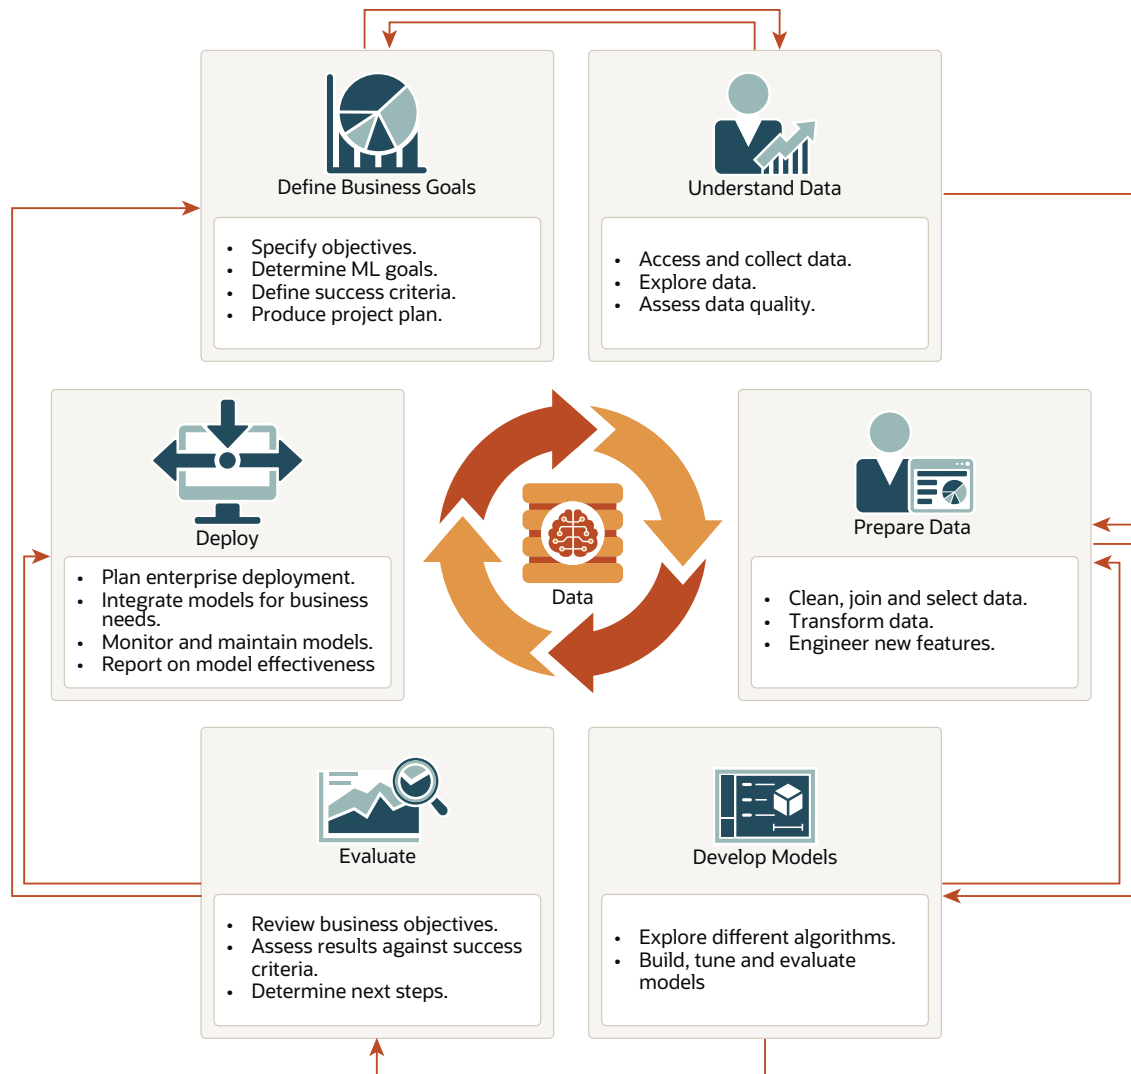 Define Business Goals
• Specify objectives.
• Determine ML goals.
• Define success criteria.
• Produce project plan.
Understand Data
• Access and collect data.
• Explore data.
• Assess data quality.
Deploy
• Plan enterprise deployment.
• Integrate models for business
needs.
• Monitor and maintain models.
• Report on model effectiveness
Data
Prepare Data
• Clean, join and select data.
• Transform data.
• Engineer new features.
Evaluate
• Review business objectives.
• Assess results against success
criteria.
• Determine next steps.
Develop Models
• Explore different algorithms.
• Build, tune and evaluate
models